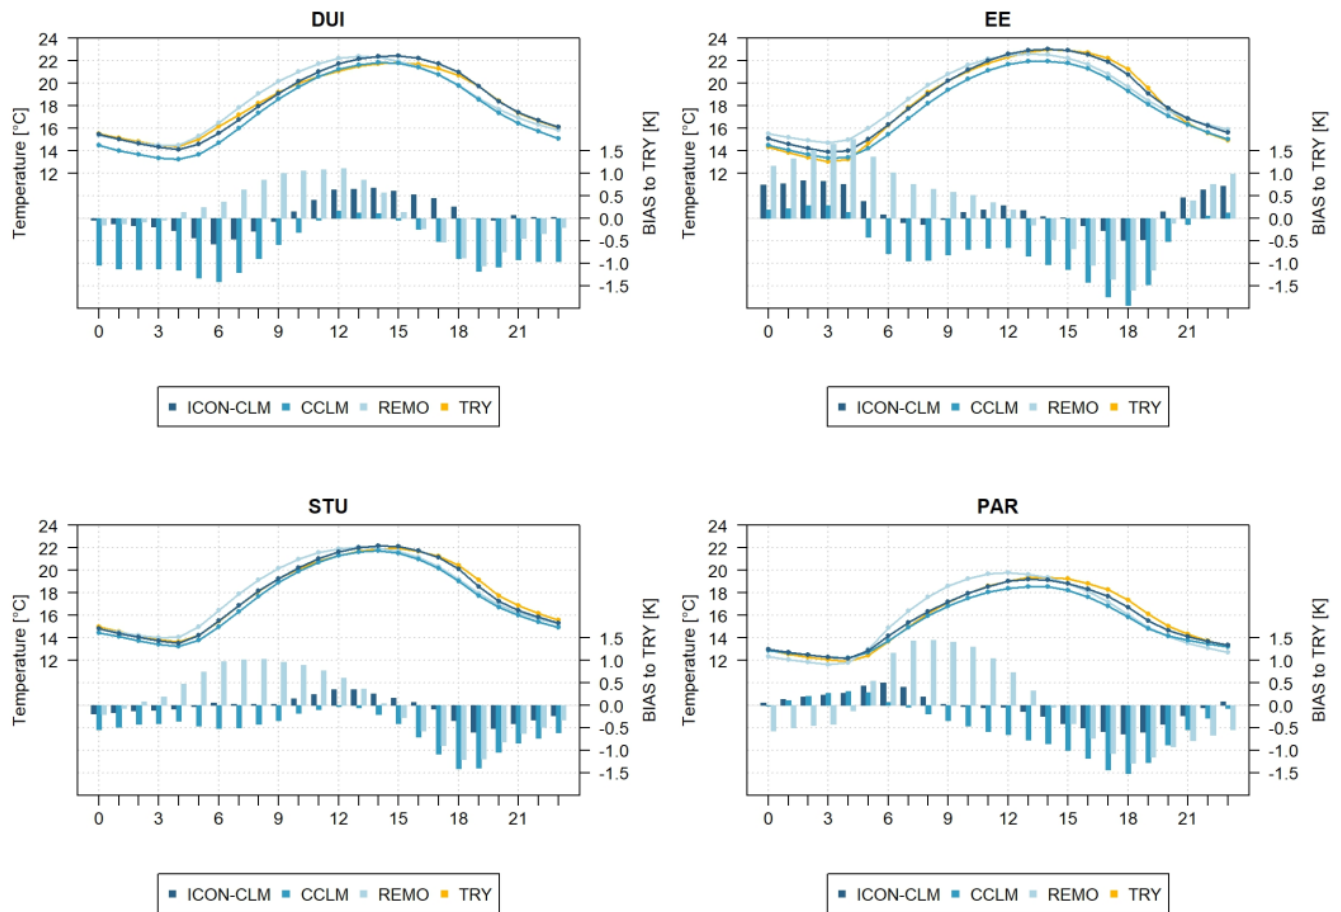 DUI
24
22
20
18
16
14
12
Temperature [°C]
1.5
1.0
0.5
0.0
-0.5
-1.0
-1.5
BIAS to TRY [K]
0 3 6 9 12 15 18 21
ICON-CLM CCLM REMO TRY
EE
24
22
20
18
16
14
12
Temperature [°C]
1.5
1.0
0.5
0.0
-0.5
-1.0
-1.5
BIAS to TRY [K]
0 3 6 9 12 15 18 21
ICON-CLM CCLM REMO TRY
STU
24
22
20
18
16
14
12
Temperature [°C]
1.5
1.0
0.5
0.0
-0.5
-1.0
-1.5
BIAS to TRY [K]
0 3 6 9 12 15 18 21
ICON-CLM CCLM REMO TRY
PAR
24
22
20
18
16
14
12
Temperature [°C]
1.5
1.0
0.5
0.0
-0.5
-1.0
-1.5
BIAS to TRY [K]
0 3 6 9 12 15 18 21
ICON-CLM CCLM REMO TRY